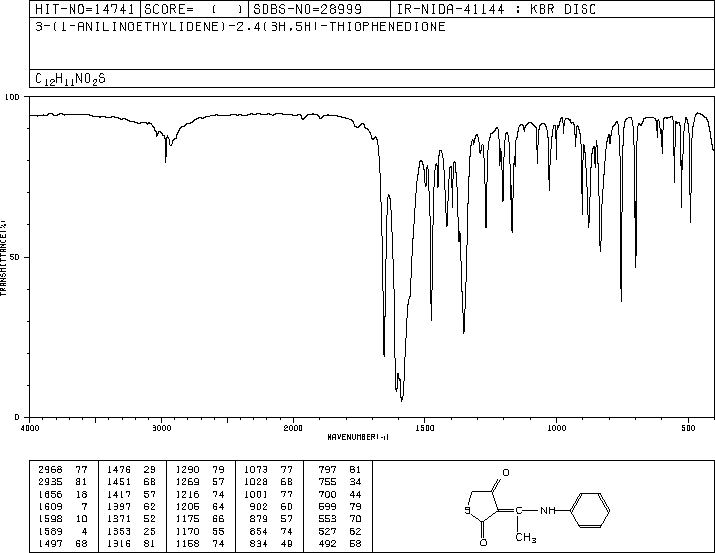 HIT-NO=14741 SCORE= ( ) SDBS-NO=28999 IR-NIDA-41144 : KBR DISC
3-(1-ANILINOETHYLIDENE)-2.4(3H,5H)-THIOPHENEDIONE
C12H11NO2S
100
50
0
TRANSMITTANCE(%)
4000 3000 2000 1500 1000 500
WAVENUMBER(-1)
2968 77 1476 29 1290 79 1073 77 797 81
2935 81 1451 68 1269 57 1028 68 755 34
1656 18 1417 57 1216 74 1001 77 700 44
1609 7 1397 62 1205 64 902 60 599 79
1598 10 1371 52 1175 66 879 57 553 70
1589 4 1353 25 1170 55 854 74 527 62
1497 68 1316 81 1158 74 834 49 492 58
O
S
C
NH
O
CH3